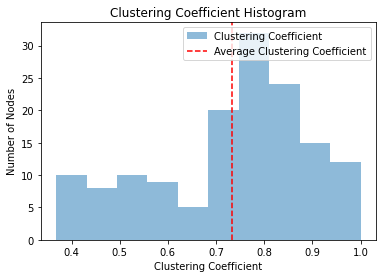 Clustering Coefficient Histogram
Clustering Coefficient
Average Clustering Coefficient
Number of Nodes
30
25
20
15
10
5
0
0.4 0.5 0.6 0.7 0.8 0.9 1.0
Clustering Coefficient